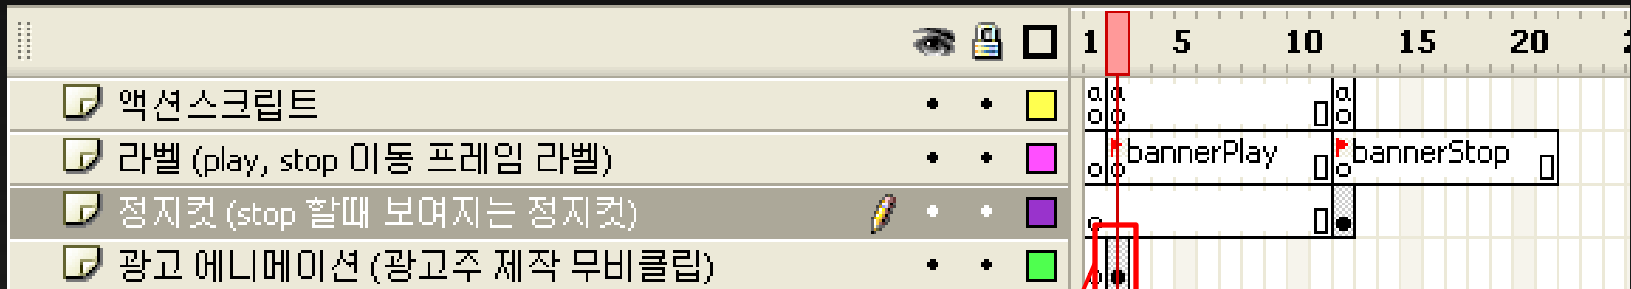 1 5 10 15 20
액션스크립트
라벨 (play, stop 이동 프레임 라벨) bannerPlay bannerStop
정지컷 (stop 할때 보여지는 정지컷)
광고 에니메이션 (광고주 제작 무비클립)